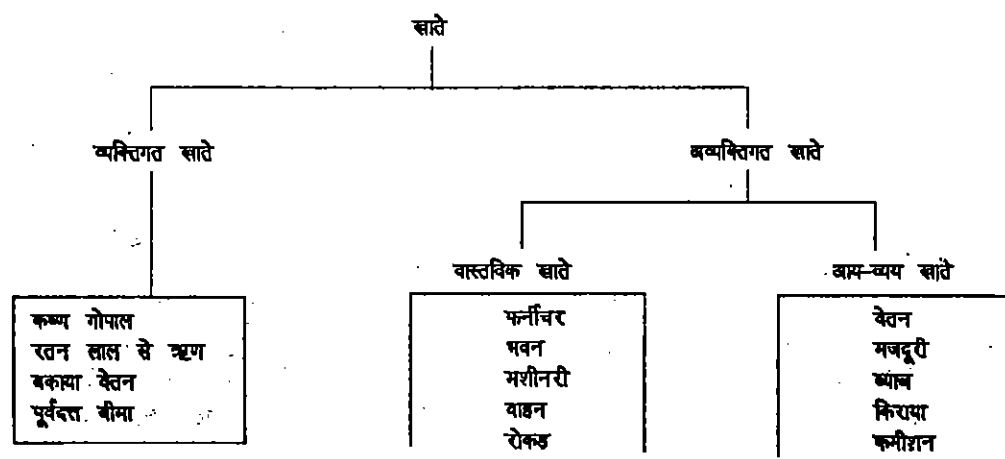 खाते
व्यक्तिगत खाते
अव्यक्तिगत खाते
वास्तविक खाते
आय-व्यय खाते
कृष्ण गोपाल
रतन लाल से ऋण
बकाया वेतन
पूर्वदत्त बीमा
फर्नीचर
भवन
मशीनरी
वाहन
रोकड़
वेतन
मजदूरी
ब्याज
किराया
कमीशन